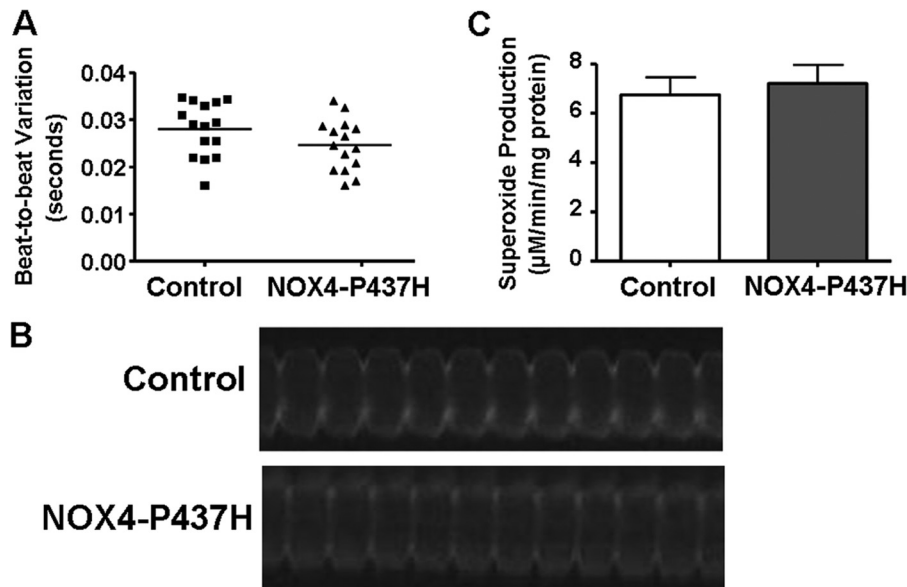 A
Beat-to-beat Variation
(seconds)
0.04
0.03
0.02
0.01
0.00
Control
NOX4-P437H
C
Superoxide Production
(µM/min/mg protein)
8
6
4
2
0
Control
NOX4-P437H
B
Control
NOX4-P437H